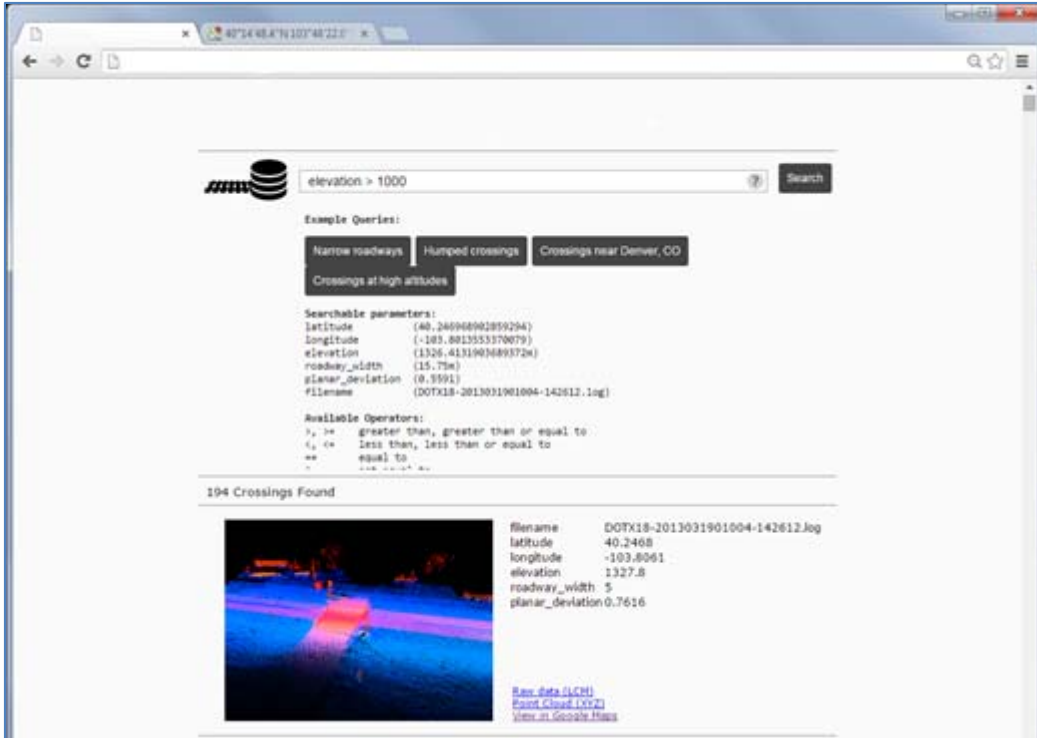 40°14'48.4"N 103°48'22.0"
elevation > 1000
?
Search
Example Queries:
Narrow roadways
Humped crossings
Crossings near Denver, CO
Crossings at high altitudes
Searchable parameters:
latitude (40.246968902859294)
longitude (-103.8013553370079)
elevation (1326.4131903689372m)
roadway_width (15.75m)
planar_deviation (0.5591)
filename (DOTX18-2013031901004-142612.log)
Available Operators:
>, >= greater than, greater than or equal to
<, <= less than, less than or equal to
== equal to
194 Crossings Found
filename DOTX18-2013031901004-142612.log
latitude 40.2468
longitude -103.8061
elevation 1327.8
roadway_width 5
planar_deviation 0.7616
Raw data (LCM)
Point Cloud (XYZ)
View in Google Maps